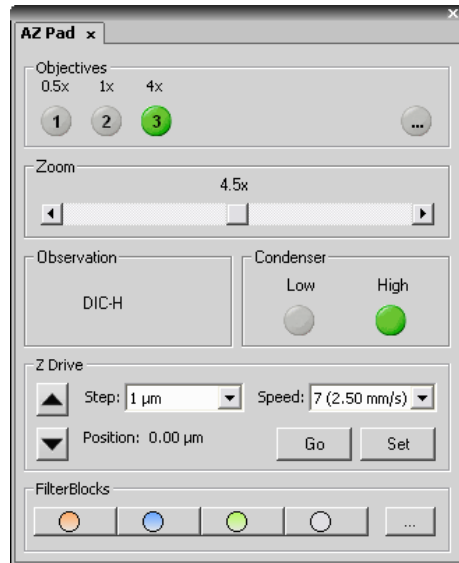 AZ Pad x
Objectives
0.5x 1x 4x
1 2 3 ...
Zoom
4.5x
Observation
DIC-H
Condenser
Low High
Z Drive
Step: 1 µm Speed: 7 (2.50 mm/s)
Position: 0.00 µm Go Set
FilterBlocks
...